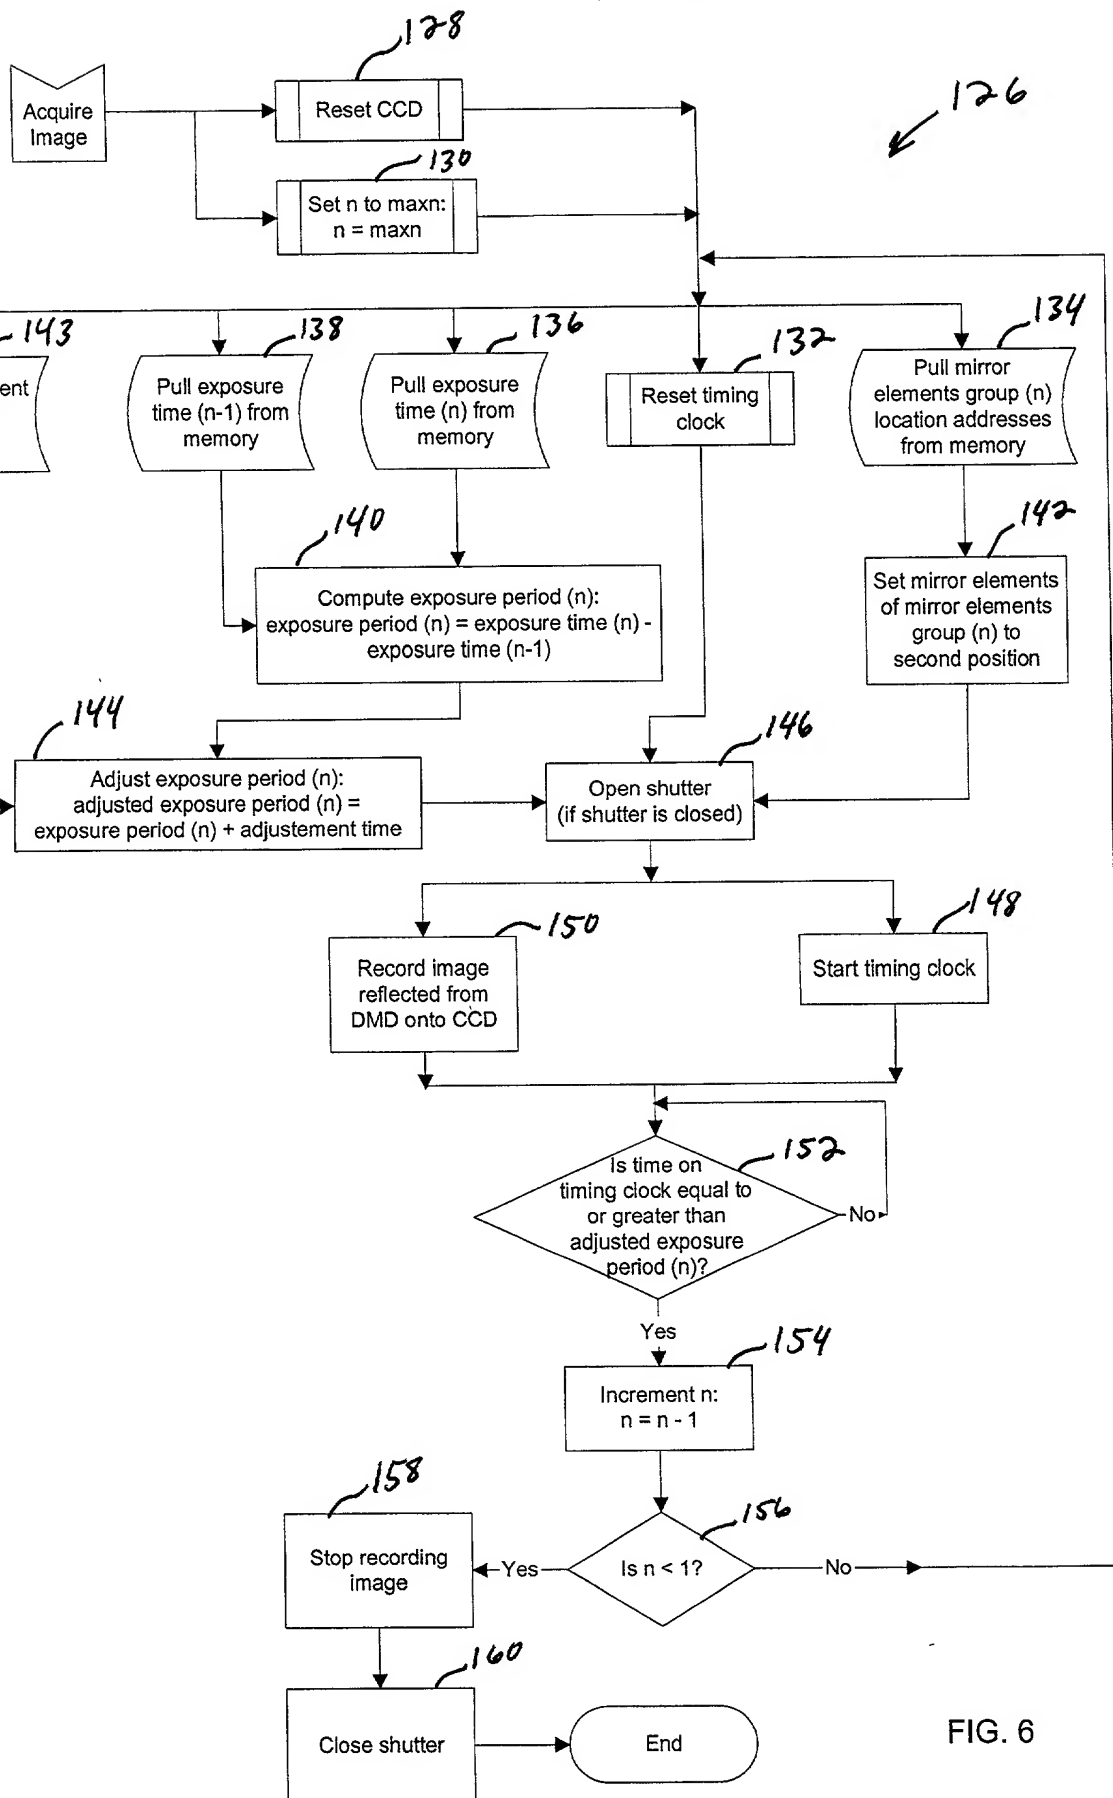 128
Acquire
Image
Reset CCD
126
130
Set n to maxn:
n = maxn
143
138
136
132
134
ent
Pull exposure
time (n-1) from
memory
Pull exposure
time (n) from
memory
Reset timing
clock
Pull mirror
elements group (n)
location addresses
from memory
140
142
Compute exposure period (n):
exposure period (n) = exposure time (n) -
exposure time (n-1)
Set mirror elements
of mirror elements
group (n) to
second position
144
146
Adjust exposure period (n):
adjusted exposure period (n) =
exposure period (n) + adjustement time
Open shutter
(if shutter is closed)
150
148
Record image
reflected from
DMD onto CCD
Start timing clock
152
Is time on
timing clock equal to
or greater than
adjusted exposure
period (n)?
No
Yes
154
Increment n:
n = n - 1
158
156
Stop recording
image
Yes
Is n < 1?
No
160
Close shutter
End
FIG. 6